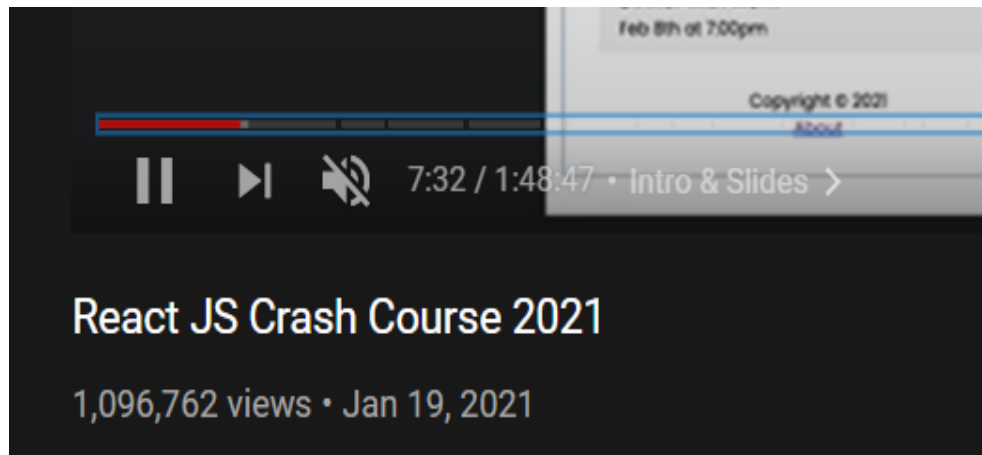 Feb 8th at 7:00pm
Copyright © 2021
About
7:32 / 1:48:47 • Intro & Slides
React JS Crash Course 2021
1,096,762 views • Jan 19, 2021